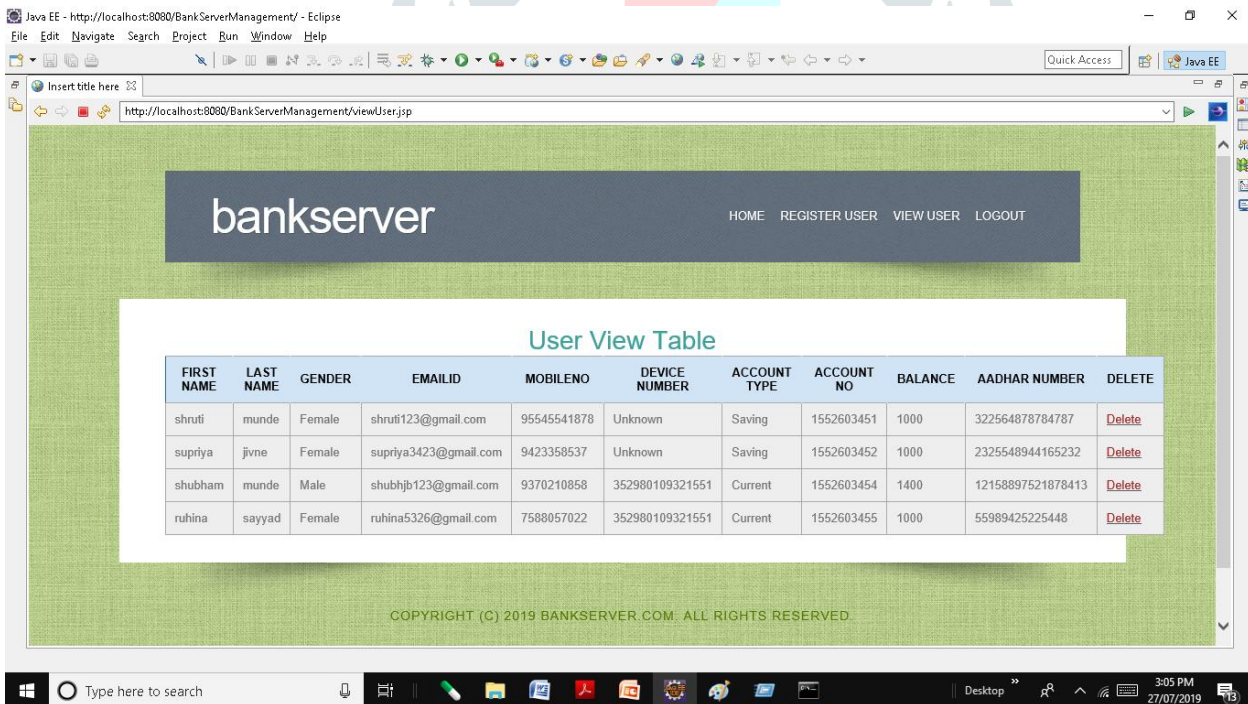 Java EE - http://localhost:8080/BankServerManagement/ - Eclipse
File Edit Navigate Search Project Run Window Help
Quick Access Java EE
Insert title here
http://localhost:8080/BankServerManagement/viewUser.jsp
bankserver
HOME REGISTER USER VIEW USER LOGOUT
User View Table
FIRST NAME LAST NAME GENDER EMAILID MOBILENO DEVICE NUMBER ACCOUNT TYPE ACCOUNT NO BALANCE AADHAR NUMBER DELETE
shruti munde Female shruti123@gmail.com 95545541878 Unknown Saving 1552603451 1000 322564878784787 Delete
supriya jivne Female supriya3423@gmail.com 9423358537 Unknown Saving 1552603452 1000 2325548944165232 Delete
shubham munde Male shubhjb123@gmail.com 9370210858 352980109321551 Current 1552603454 1400 12158897521878413 Delete
ruhina sayyad Female ruhina5326@gmail.com 7588057022 352980109321551 Current 1552603455 1000 55989425225448 Delete
COPYRIGHT (C) 2019 BANKSERVER.COM. ALL RIGHTS RESERVED.
Type here to search
Desktop
3:05 PM
27/07/2019
13